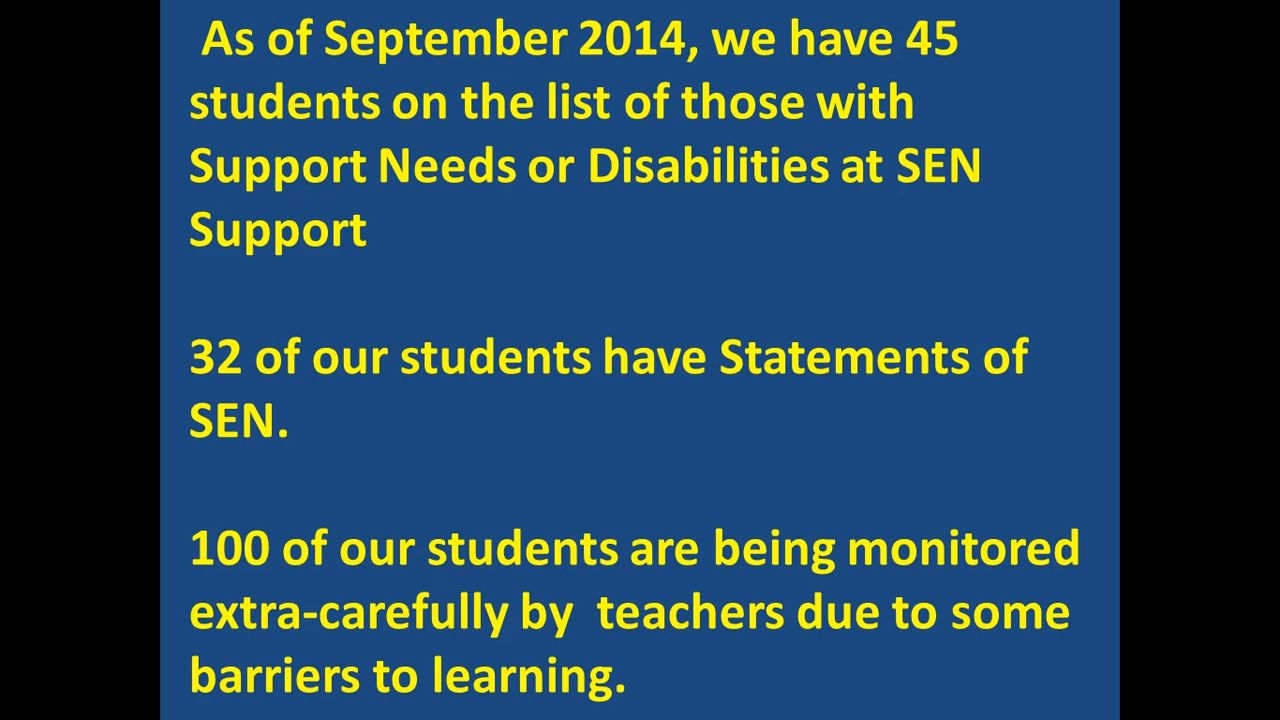 As of September 2014, we have 45
students on the list of those with
Support Needs or Disabilities at SEN
Support
32 of our students have Statements of
SEN.
100 of our students are being monitored
extra-carefully by  teachers due to some
barriers to learning.